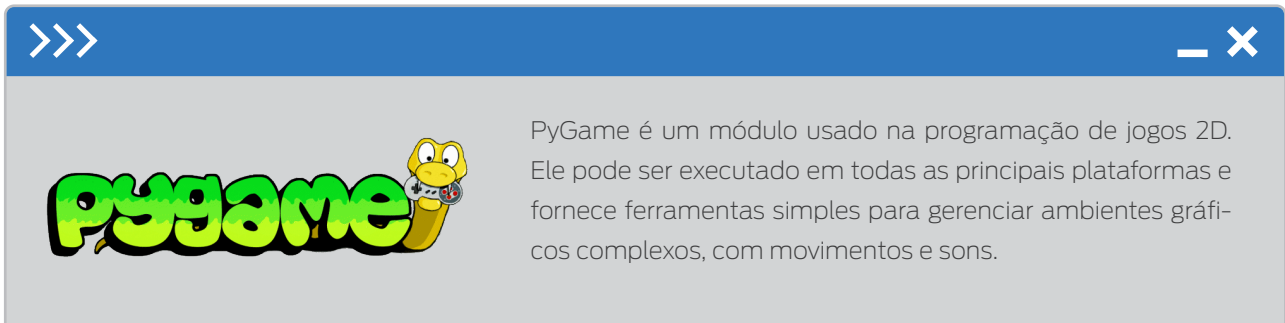 >>>
pygame
PyGame é um módulo usado na programação de jogos 2D.
Ele pode ser executado em todas as principais plataformas e
fornece ferramentas simples para gerenciar ambientes gráfi-
cos complexos, com movimentos e sons.